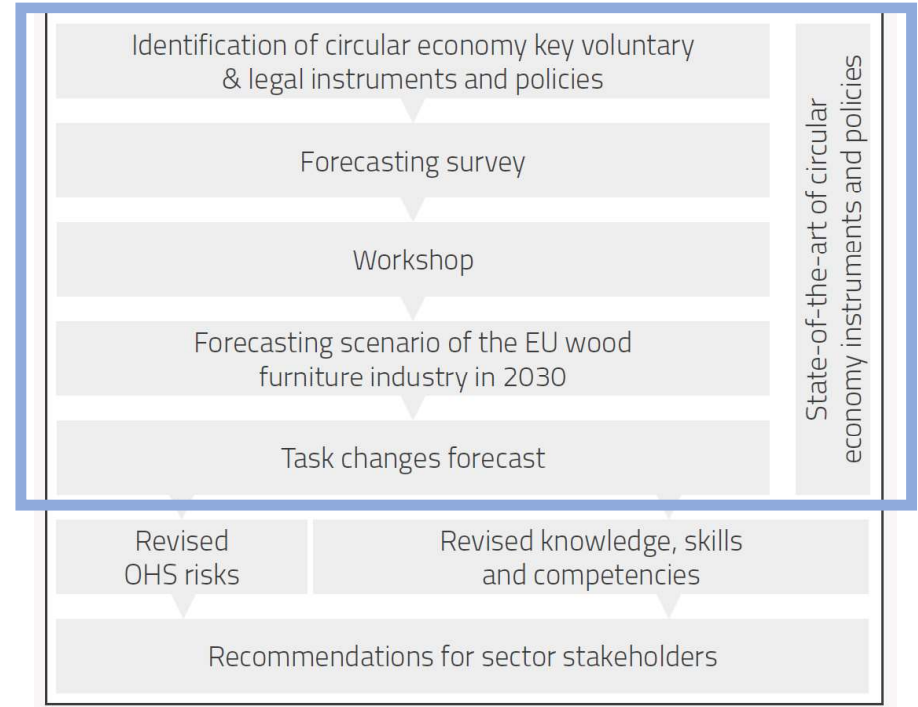 Identification of circular economy key voluntary
& legal instruments and policies
Forecasting survey
Workshop
Forecasting scenario of the EU wood
furniture industry in 2030
Task changes forecast
State-of-the-art of circular
economy instruments and policies
Revised
OHS risks
Revised knowledge, skills
and competencies
Recommendations for sector stakeholders